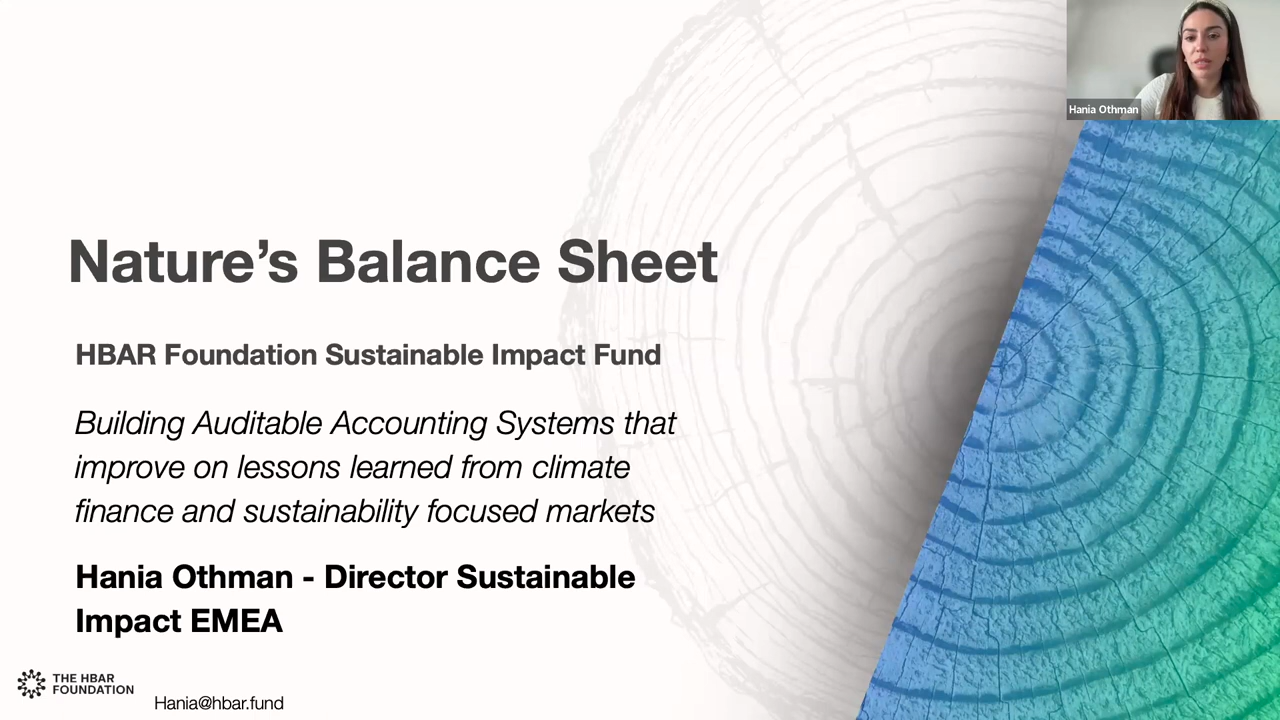 Hania Othman
Nature's Balance Sheet
HBAR Foundation Sustainable Impact Fund
Building Auditable Accounting Systems that
improve on lessons learned from climate
finance and sustainability focused markets
Hania Othman - Director Sustainable
Impact EMEA
THE HBAR
FOUNDATION
Hania@hbar.fund